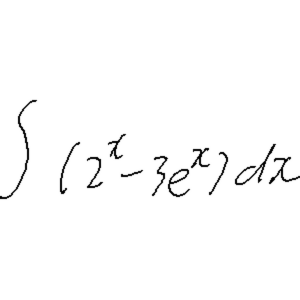 ∫ (2^x - 3e^x) dx